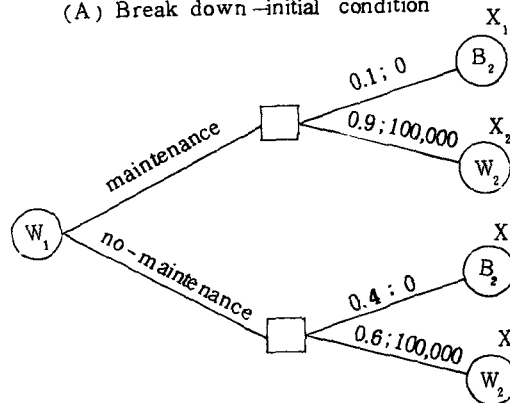 (A) Break down-initial condition
X₁
B₂
0.1; 0
0.9; 100,000
X₂
W₂
maintenance
W₁
no-maintenance
X
B₂
0.4 ; 0
0.6; 100,000
X
W₂